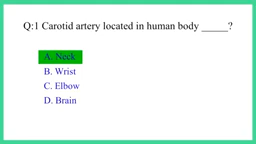 Q:1 Carotid artery located in human body _____?
A. Neck
B. Wrist
C. Elbow
D. Brain